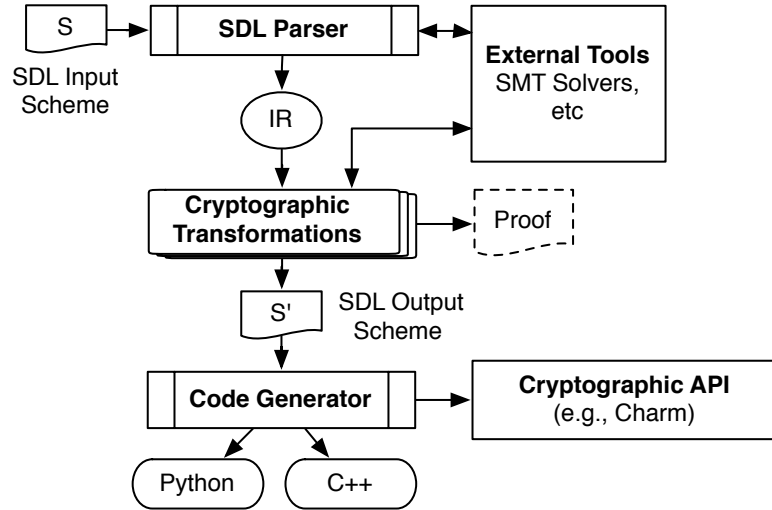 S
SDL Parser
SDL Input
Scheme
External Tools
SMT Solvers,
etc
IR
Cryptographic
Transformations
Proof
S'
SDL Output
Scheme
Code Generator
Cryptographic API
(e.g., Charm)
Python
C++